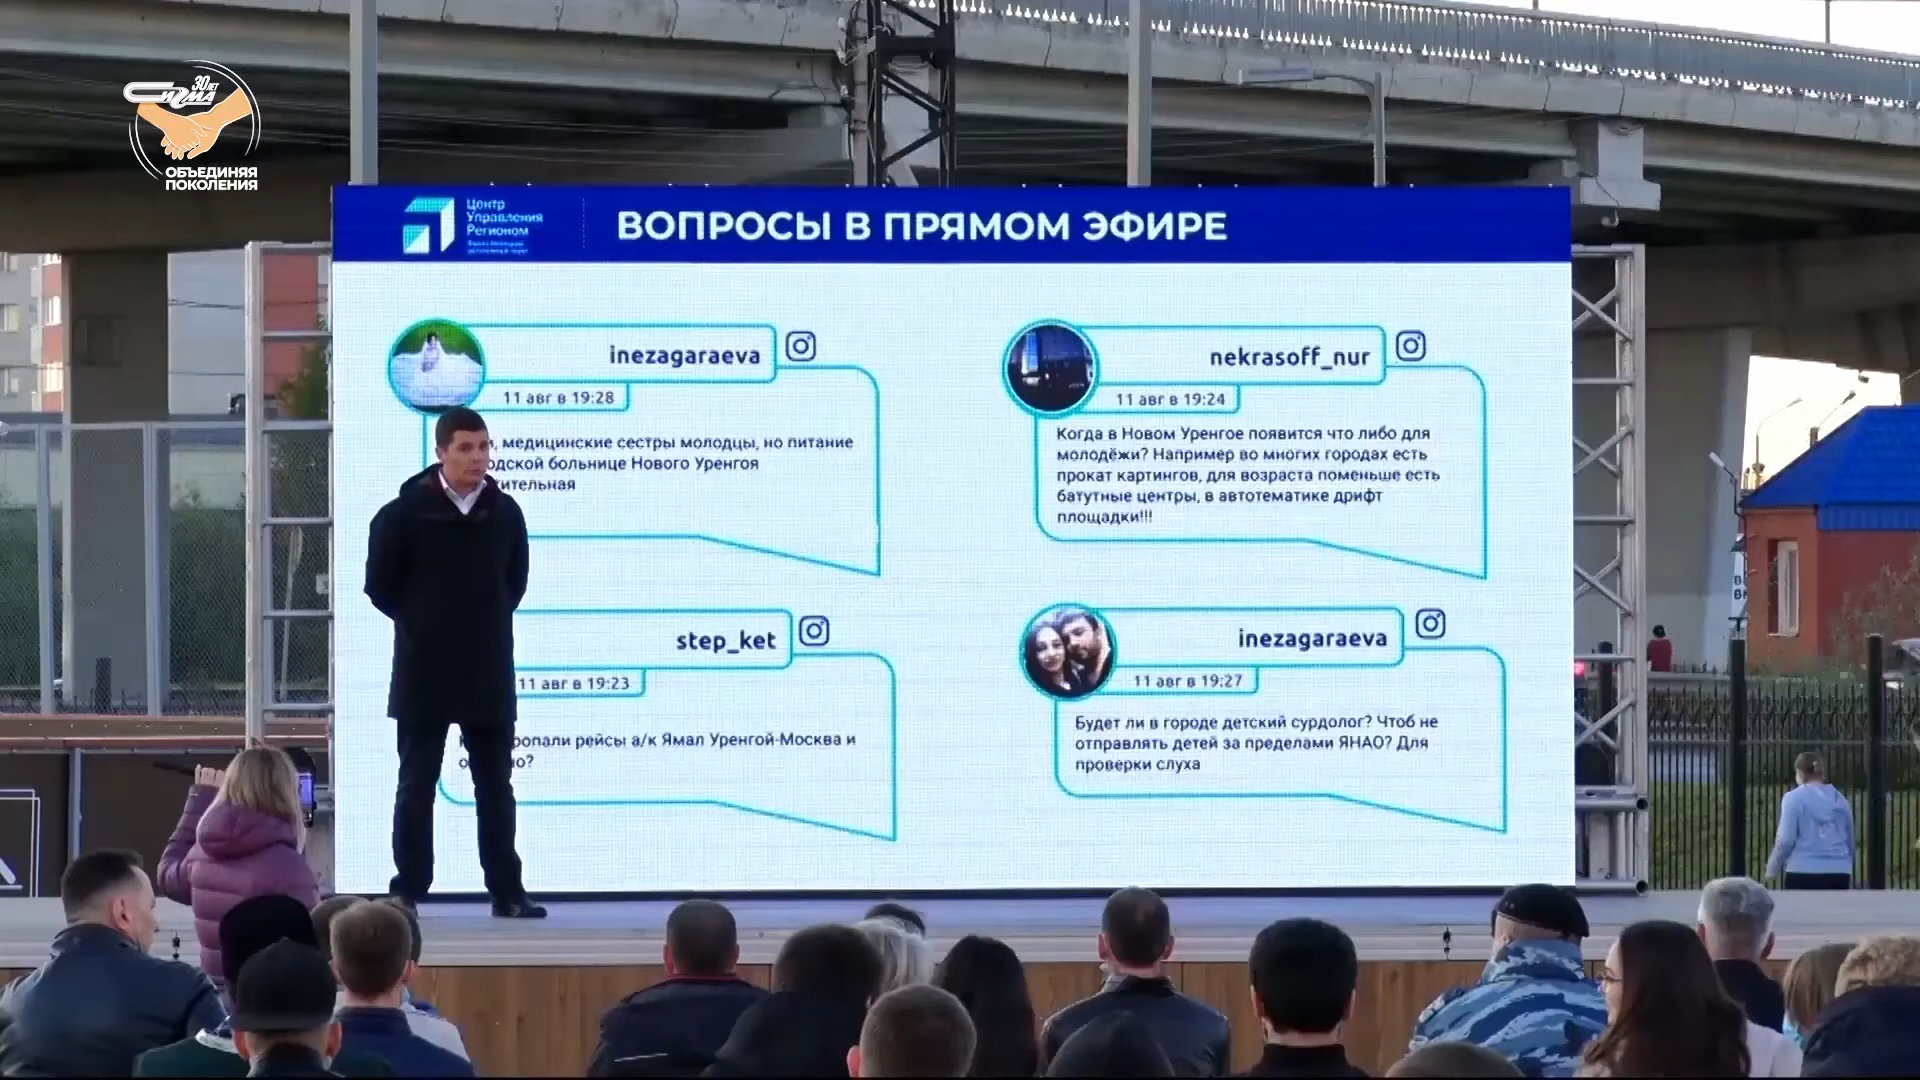 30 ЛЕТ
СИГМА
ОБЪЕДИНЯЯ
ПОКОЛЕНИЯ
Центр
Управления
Регионом
ВОПРОСЫ В ПРЯМОМ ЭФИРЕ
inezagaraeva
11 авг в 19:28
медицинские сестры молодцы, но питание
больнице Нового Уренгоя
nekrasoff_nur
11 авг в 19:24
Когда в Новом Уренгое появится что либо для
молодёжи? Например во многих городах есть
прокат картингов, для возраста поменьше есть
батутные центры, в автотематике дрифт
площадки!!!
step_ket
11 авг в 19:23
рейсы а/к Ямал Уренгой-Москва и
inezagaraeva
11 авг в 19:27
Будет ли в городе детский сурдолог? Чтоб не
отправлять детей за пределами ЯНАО? Для
проверки слуха